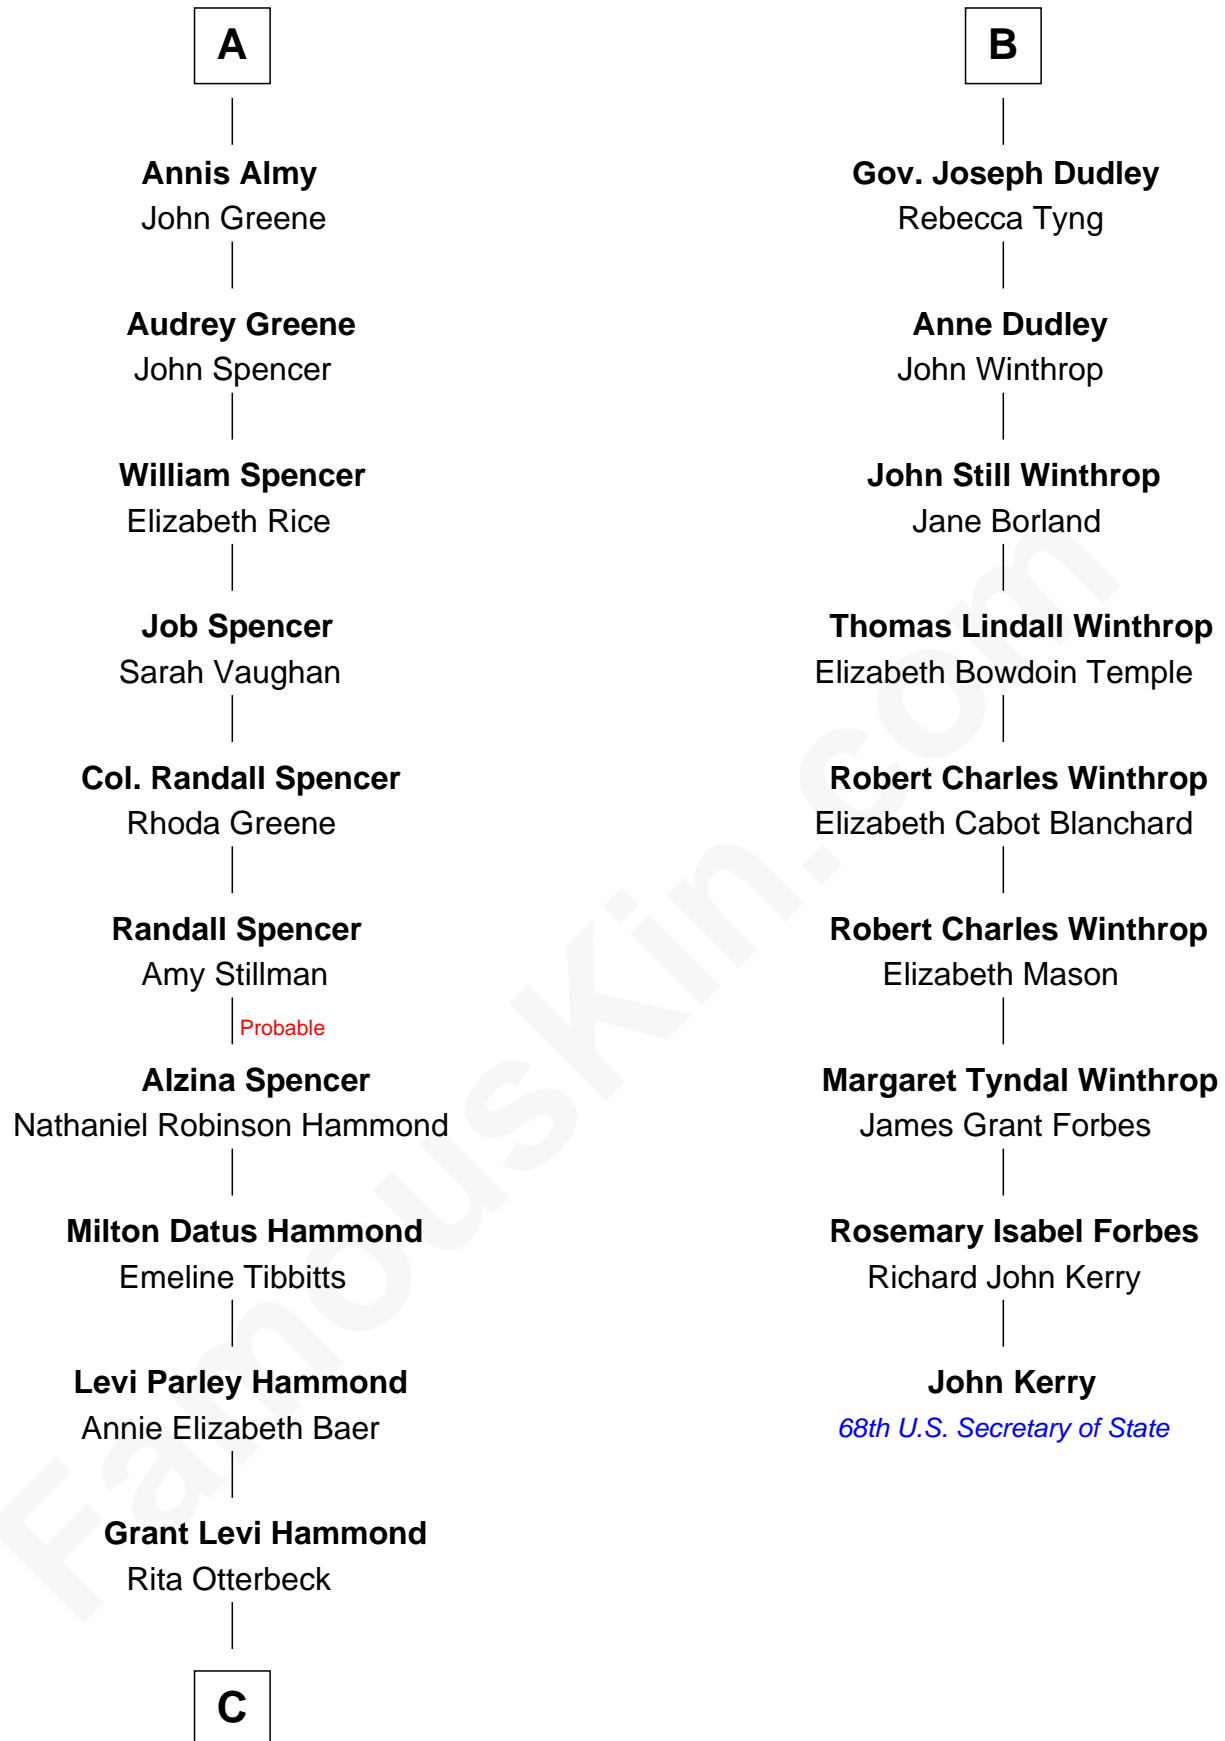 A
Annis Almy
John Greene
Audrey Greene
John Spencer
William Spencer
Elizabeth Rice
Job Spencer
Sarah Vaughan
Col. Randall Spencer
Rhoda Greene
Randall Spencer
Amy Stillman
Probable
Alzina Spencer
Nathaniel Robinson Hammond
Milton Datus Hammond
Emeline Tibbitts
Levi Parley Hammond
Annie Elizabeth Baer
Grant Levi Hammond
Rita Otterbeck
C
B
Gov. Joseph Dudley
Rebecca Tyng
Anne Dudley
John Winthrop
John Still Winthrop
Jane Borland
Thomas Lindall Winthrop
Elizabeth Bowdoin Temple
Robert Charles Winthrop
Elizabeth Cabot Blanchard
Robert Charles Winthrop
Elizabeth Mason
Margaret Tyndal Winthrop
James Grant Forbes
Rosemary Isabel Forbes
Richard John Kerry
John Kerry
68th U.S. Secretary of State
FamousKin.com